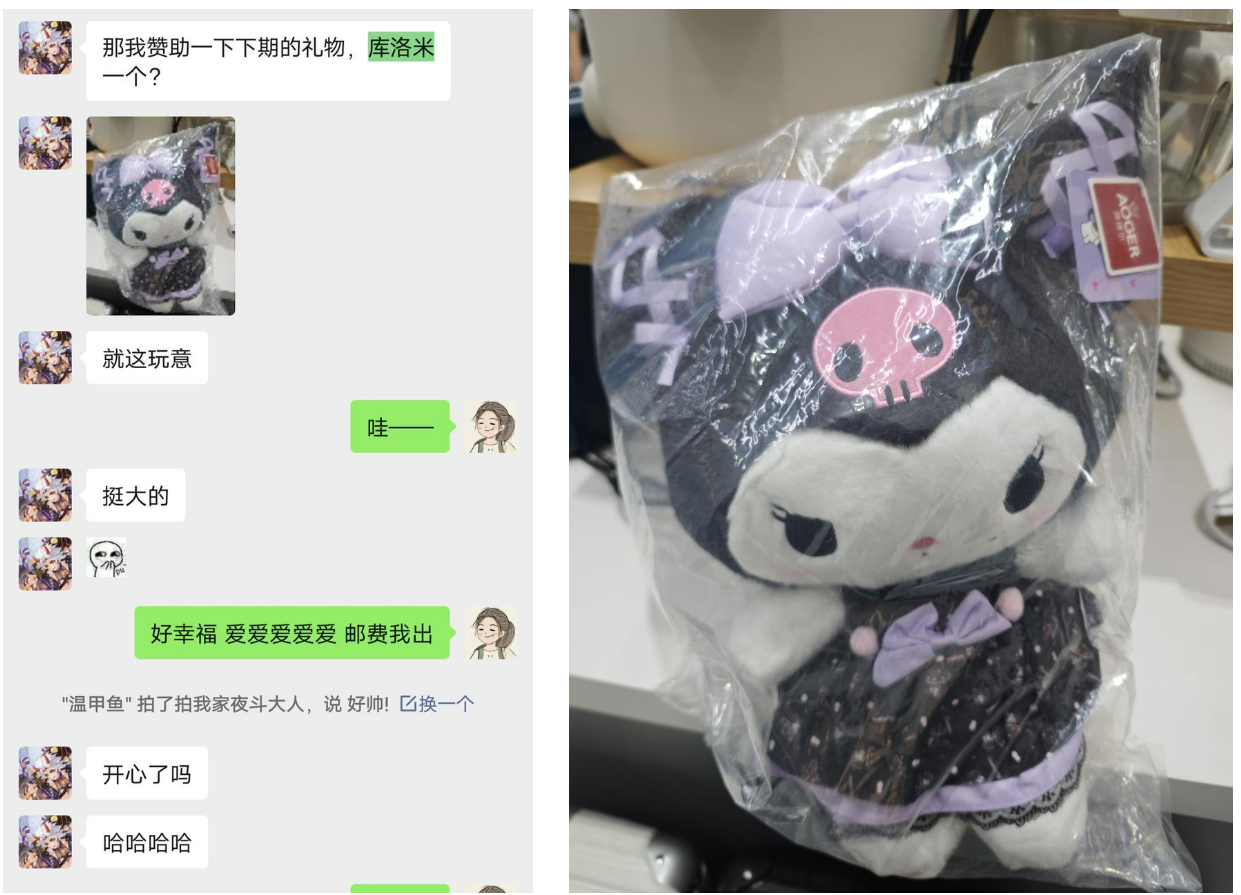 那我赞助一下下期的礼物，库洛米
一个？
就这玩意
哇——
挺大的
好幸福 爱爱爱爱爱 邮费我出
"温甲鱼" 拍了拍我家夜斗大人，说 好帅! 换一个
开心了吗
哈哈哈哈
AOGER